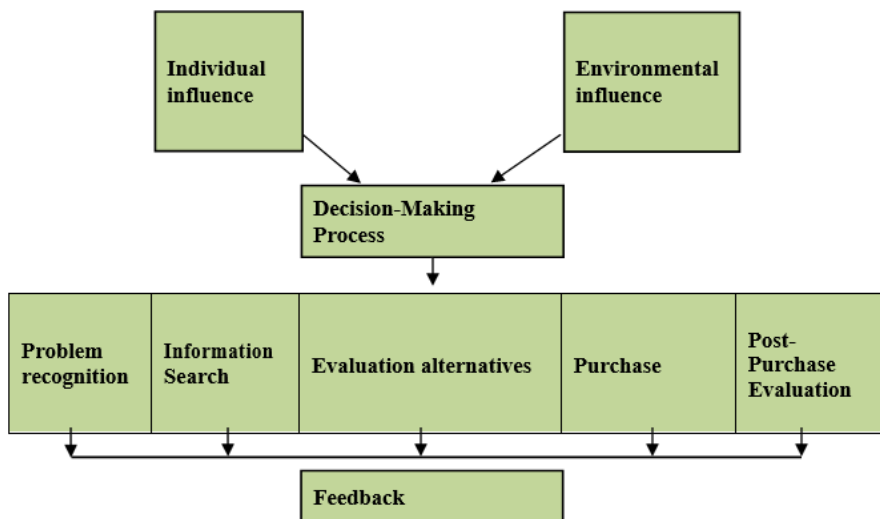 Individual
influence
Environmental
influence
Decision-Making
Process
Problem
recognition
Information
Search
Evaluation alternatives
Purchase
Post-
Purchase
Evaluation
Feedback